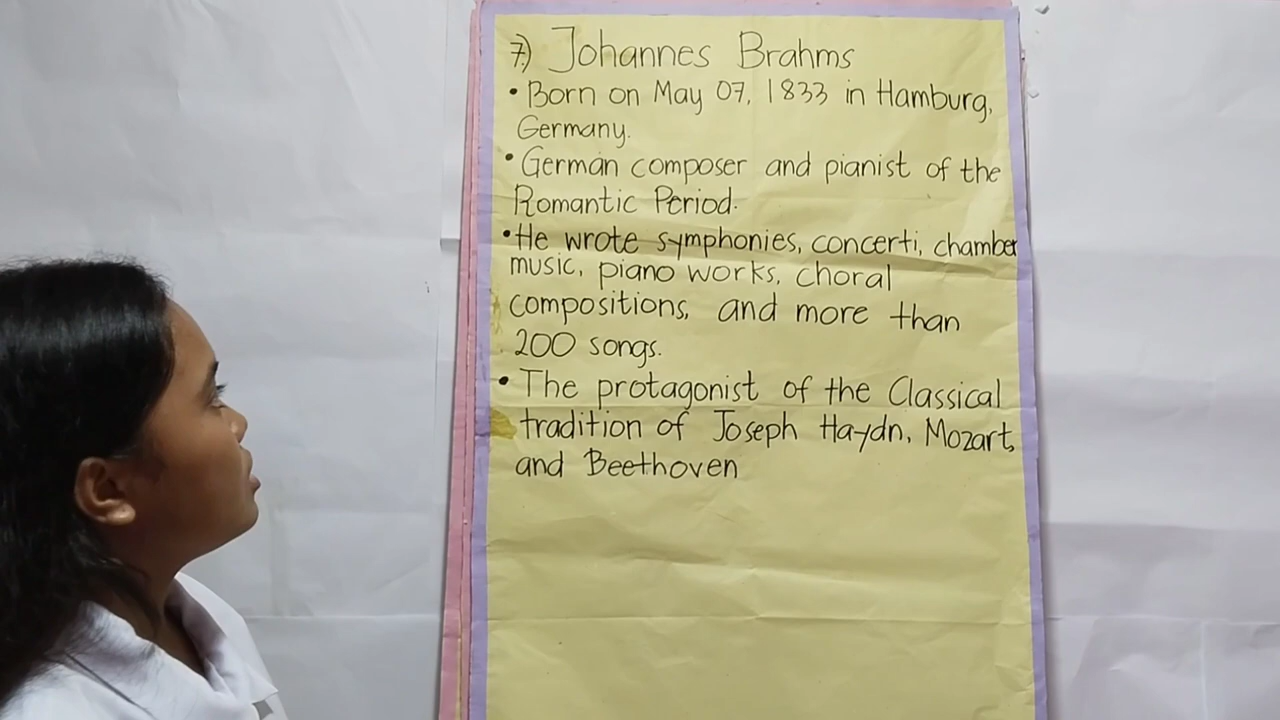 7) Johannes Brahms
• Born on May 07, 1833 in Hamburg,
Germany.
• German composer and pianist of the
Romantic Period.
• He wrote symphonies, concerti, chamber
music, piano works, choral
compositions, and more than
200 songs.
• The protagonist of the Classical
tradition of Joseph Haydn, Mozart,
and Beethoven